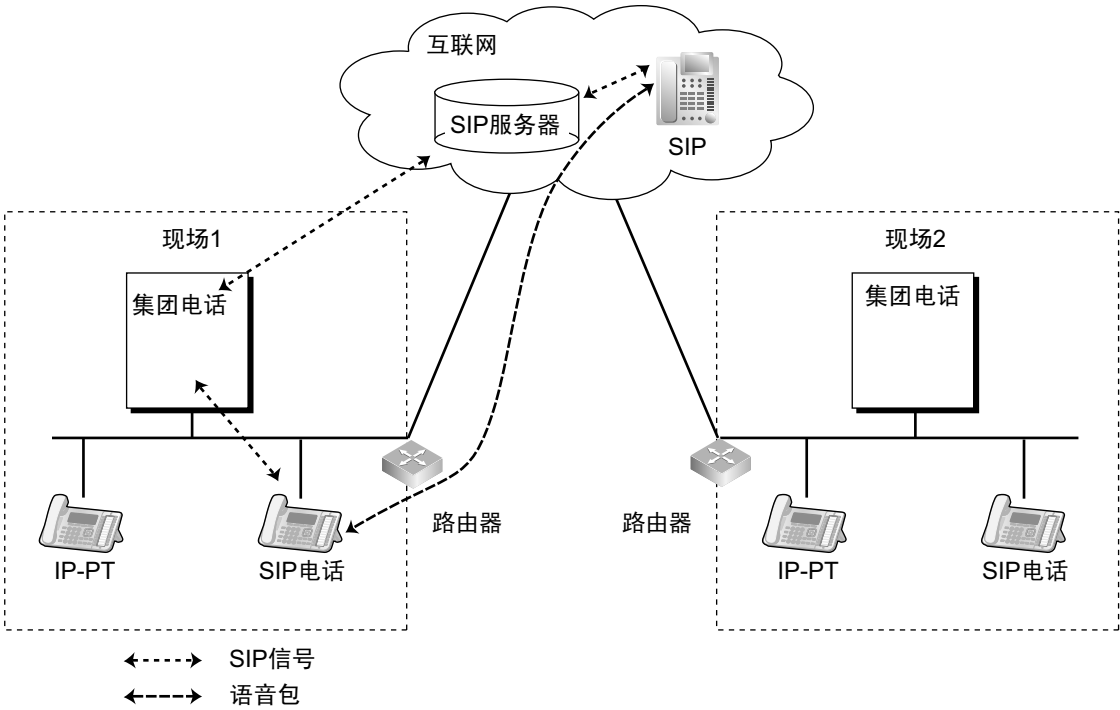 互联网
SIP服务器
SIP
现场1
现场2
集团电话
集团电话
路由器
路由器
IP-PT
SIP电话
IP-PT
SIP电话
SIP信号
语音包